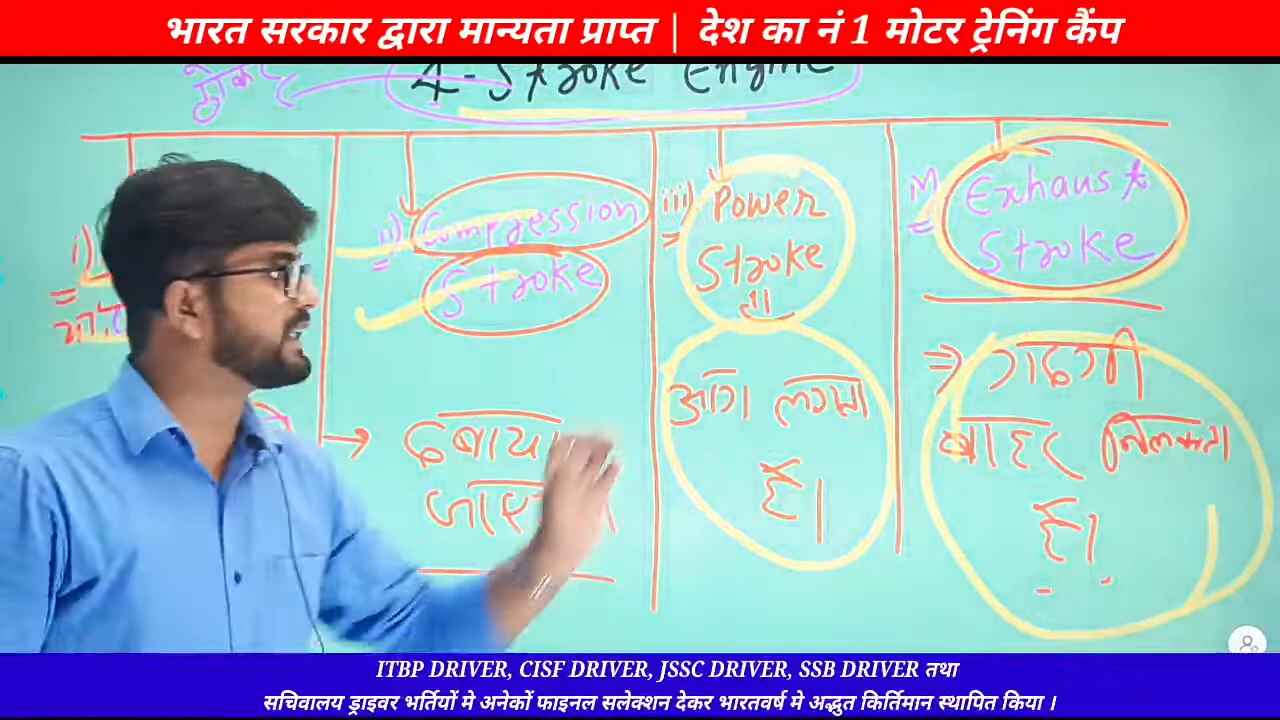 भारत सरकार द्वारा मान्यता प्राप्त | देश का नं 1 मोटर ट्रेनिंग कैंप
4-Stroke Engine
i)
ii) Compression
Stroke
दबाया
iii) Power
Stroke
आग लगता
है।
Exhaust
Stroke
⇒ गंदगी
बाहर निकलता
है।
ITBP DRIVER, CISF DRIVER, JSSC DRIVER, SSB DRIVER तथा
सचिवालय ड्राइवर भर्तियों मे अनेकों फाइनल सलेक्शन देकर भारतवर्ष मे अद्भुत किर्तिमान स्थापित किया ।